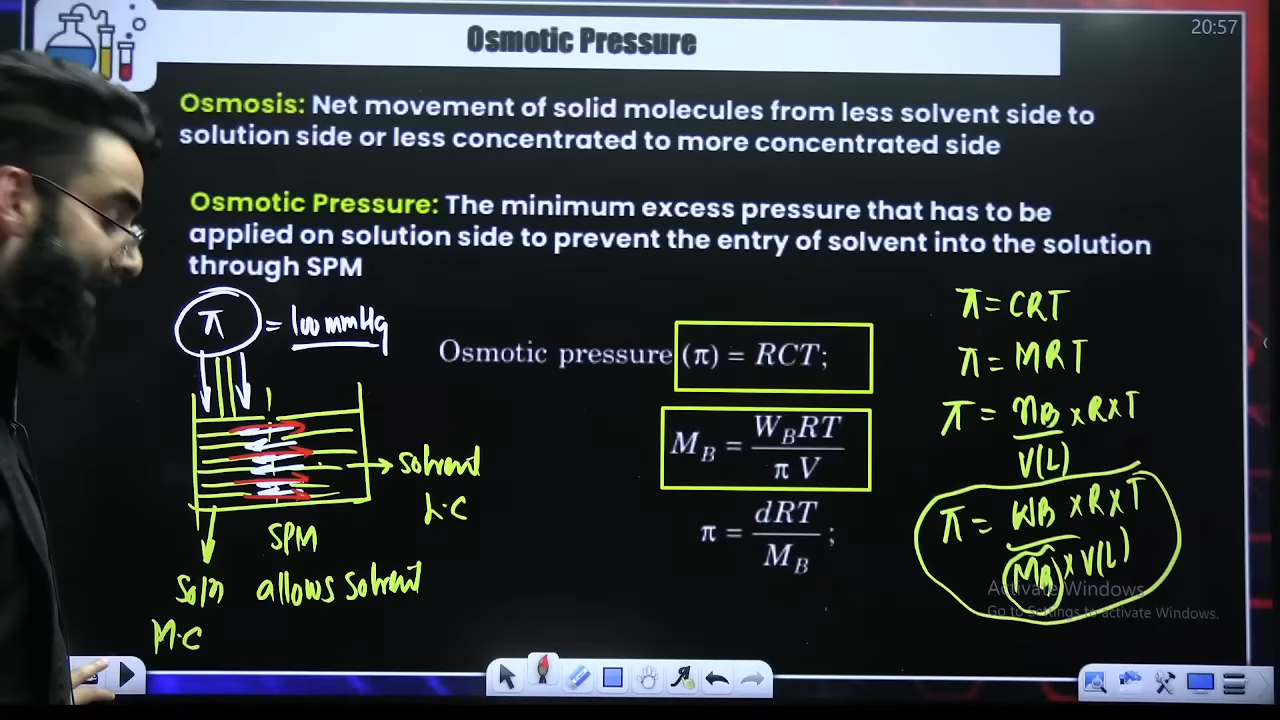 20:57
Osmotic Pressure
Osmosis: Net movement of solid molecules from less solvent side to
solution side or less concentrated to more concentrated side
Osmotic Pressure: The minimum excess pressure that has to be
applied on solution side to prevent the entry of solvent into the solution
through SPM
π = 100 mmHg
Osmotic pressure (π) = RCT;
M_B = W_B RT / π V
π = dRT / M_B ;
π = CRT
π = MRT
π = nB × R × T / V(L)
π = WB × R × T / MB × V(L)
solvent
L.C
SPM
allows solvent
Soln
M.C
Activate Windows
Go to Settings to activate Windows.